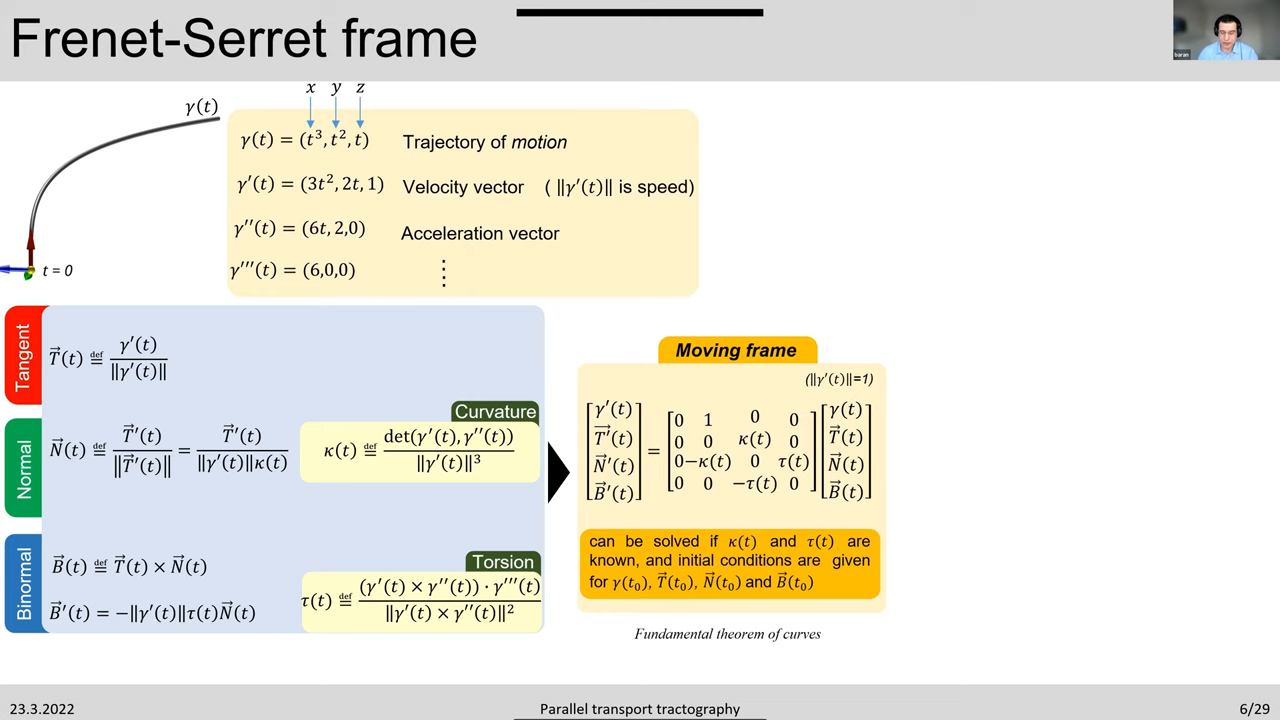 Frenet-Serret frame
baran
x y z
γ(t)
γ(t) = (t³, t², t) Trajectory of motion
γ′(t) = (3t², 2t, 1) Velocity vector ( ‖γ′(t)‖ is speed)
γ′′(t) = (6t, 2,0) Acceleration vector
γ′′′(t) = (6,0,0) ⋮
t = 0
Tangent
T⃗(t) ≝ γ′(t) / ‖γ′(t)‖
Normal
N⃗(t) ≝ T⃗′(t) / ‖T⃗′(t)‖ = T⃗′(t) / ‖γ′(t)‖κ(t)
Curvature
κ(t) ≝ det(γ′(t), γ′′(t)) / ‖γ′(t)‖³
Binormal
B⃗(t) ≝ T⃗(t) × N⃗(t)
B⃗′(t) = −‖γ′(t)‖τ(t)N⃗(t)
Torsion
τ(t) ≝ (γ′(t) × γ′′(t)) · γ′′′(t) / ‖γ′(t) × γ′′(t)‖²
Moving frame
(‖γ′(t)‖=1)
γ′(t) 0 1 0 0 γ(t)
T⃗′(t) 0 0 κ(t) 0 T⃗(t)
N⃗′(t) = 0 −κ(t) 0 τ(t) N⃗(t)
B⃗′(t) 0 0 −τ(t) 0 B⃗(t)
can be solved if κ(t) and τ(t) are
known, and initial conditions are given
for γ(t₀), T⃗(t₀), N⃗(t₀) and B⃗(t₀)
Fundamental theorem of curves
23.3.2022
Parallel transport tractography
6/29